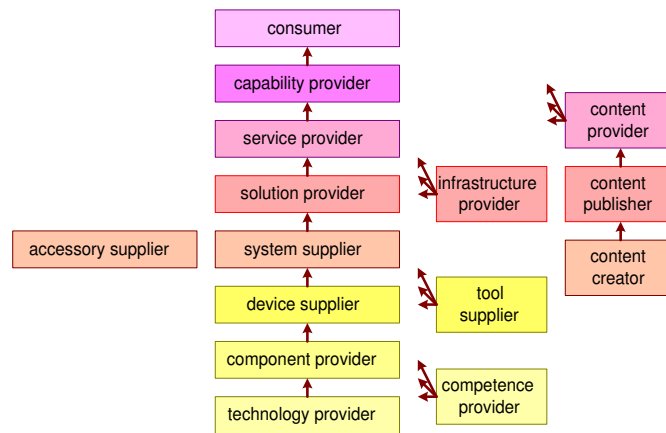 consumer
capability provider
service provider
solution provider
system supplier
device supplier
component provider
technology provider
accessory supplier
infrastructure
provider
tool
supplier
competence
provider
content
provider
content
publisher
content
creator